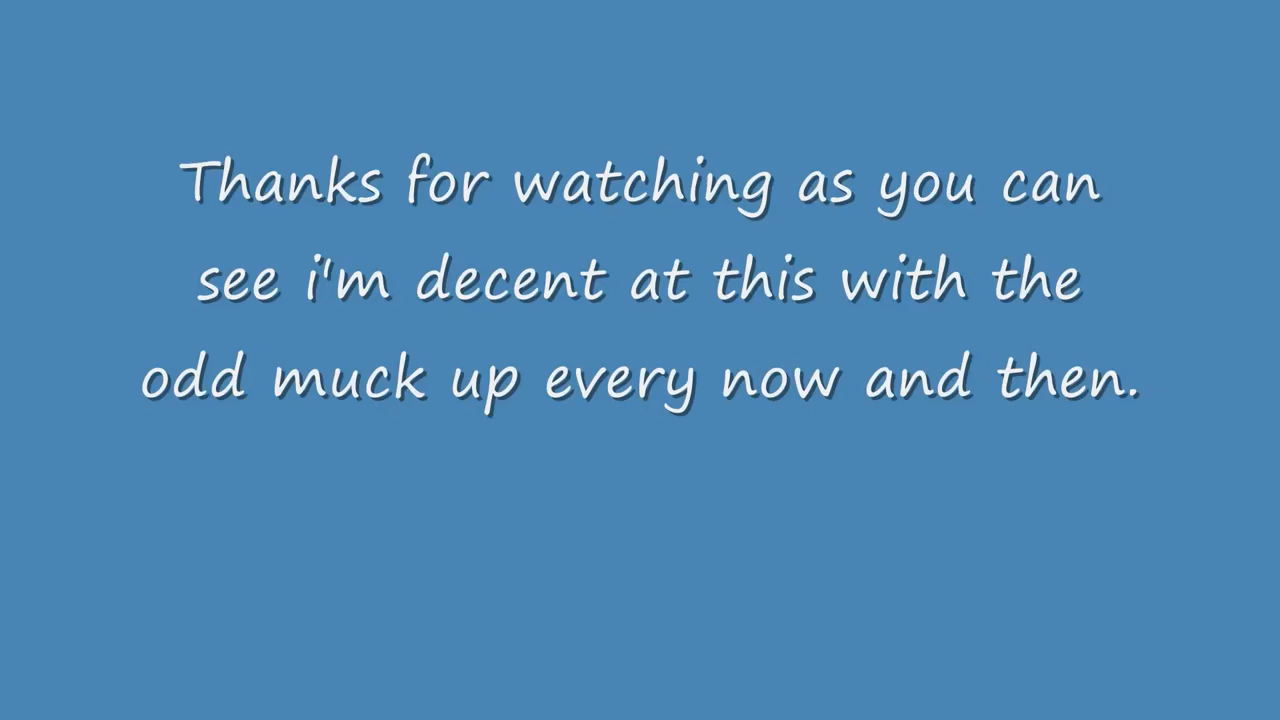 Thanks for watching as you can
see i'm decent at this with the
odd muck up every now and then.